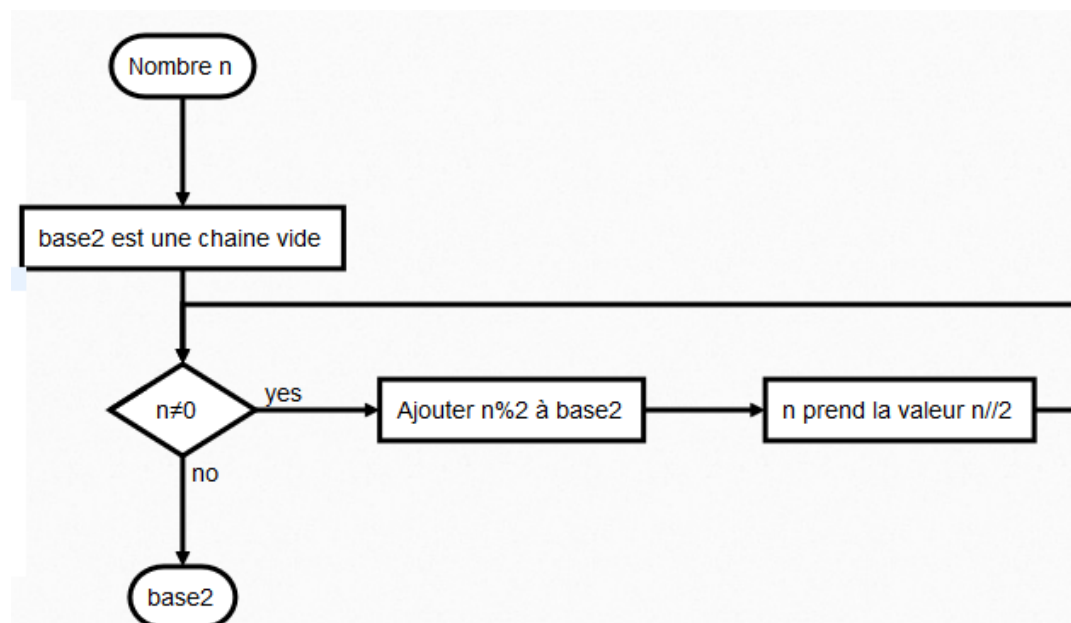 Nombre n
base2 est une chaine vide
n≠0
yes
Ajouter n%2 à base2
n prend la valeur n//2
no
base2